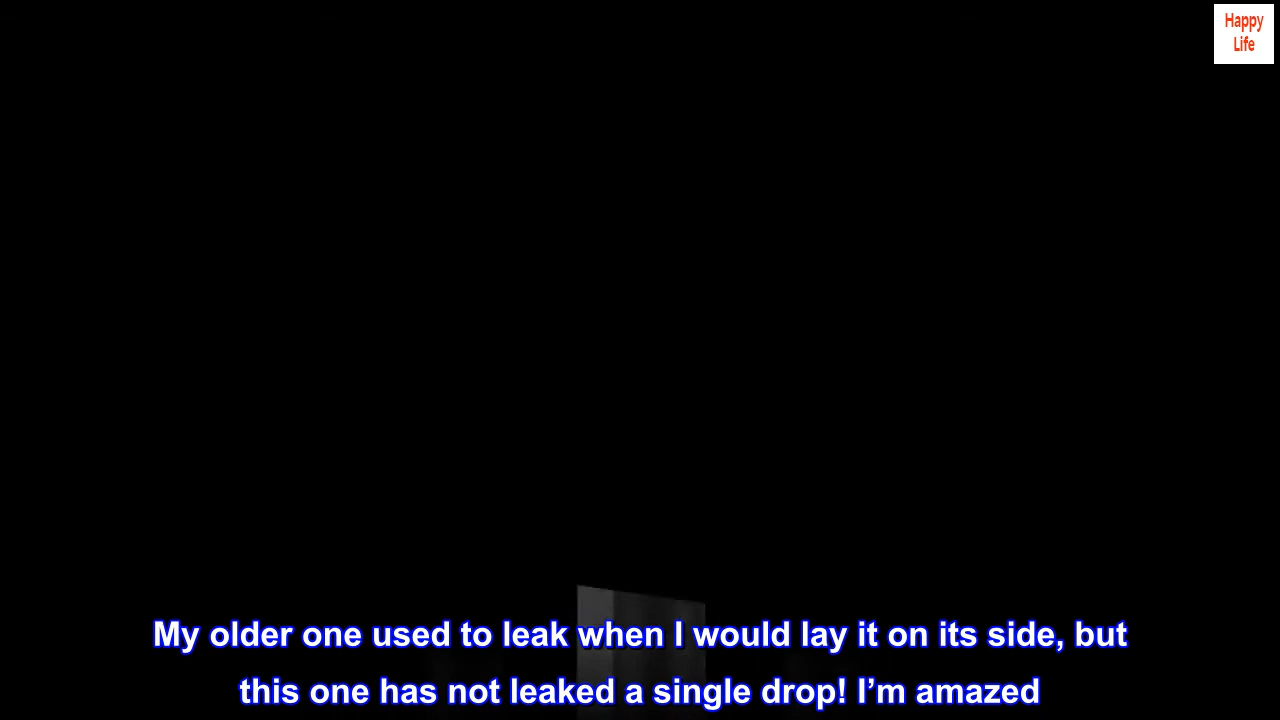 Happy
Life
My older one used to leak when I would lay it on its side, but
this one has not leaked a single drop! I’m amazed